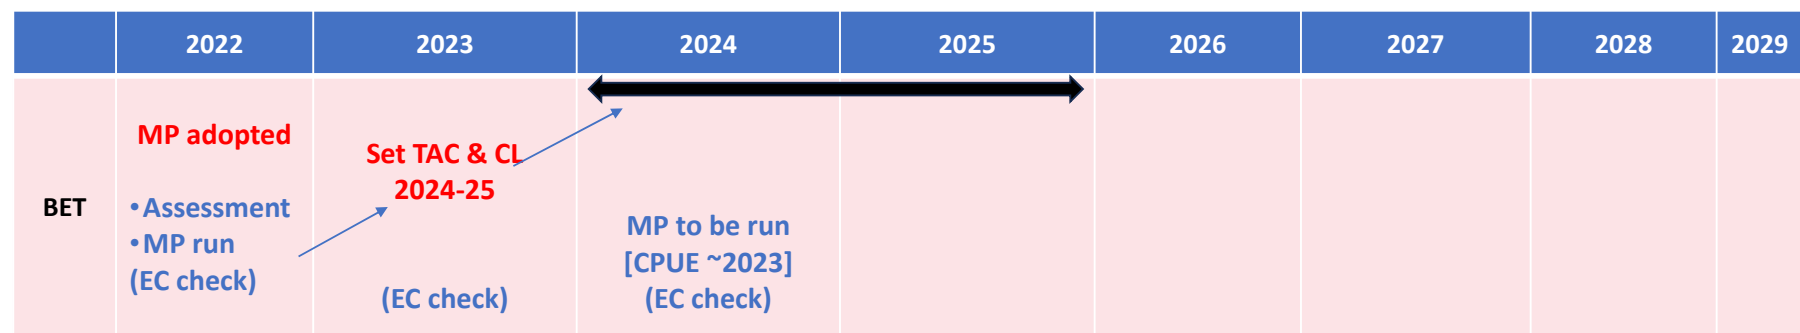 2022 2023 2024 2025 2026 2027 2028 2029
BET
MP adopted
•Assessment
•MP run
(EC check)
Set TAC & CL
2024-25
(EC check)
MP to be run
[CPUE ~2023]
(EC check)